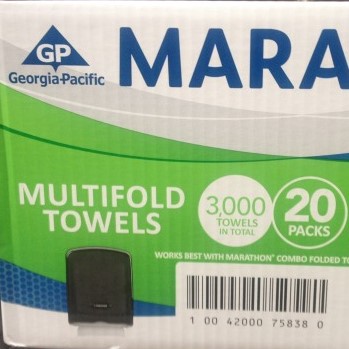 GP
Georgia-Pacific
MARA
MULTIFOLD
TOWELS
3,000
TOWELS
IN TOTAL
20
PACKS
WORKS BEST WITH MARATHON® COMBO FOLDED TO
1 00 42000 75838 0